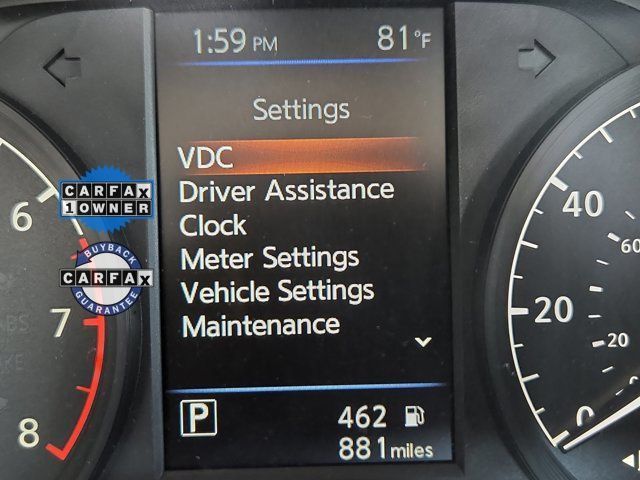 1:59 PM 81°F
Settings
VDC
Driver Assistance
Clock
Meter Settings
Vehicle Settings
Maintenance
P
462
881 miles
6
7
8
40
60
20
20
0
CARFAX
1 OWNER
BUYBACK
CARFAX
GUARANTEE